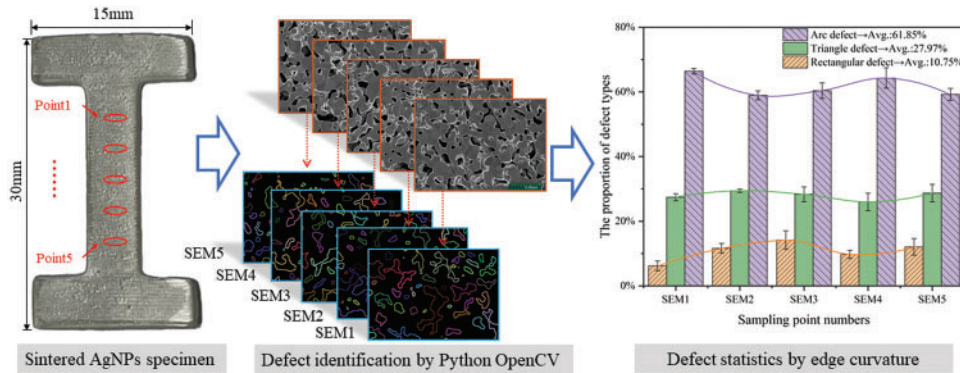 15mm
30mm
Point1
Point5
Sintered AgNPs specimen
SEM5
SEM4
SEM3
SEM2
SEM1
Defect identification by Python OpenCV
Arc defect→Avg.:61.85%
Triangle defect→Avg.:27.97%
Rectangular defect→Avg.:10.75%
The proportion of defect types
80%
60%
40%
20%
0%
SEM1 SEM2 SEM3 SEM4 SEM5
Sampling point numbers
Defect statistics by edge curvature